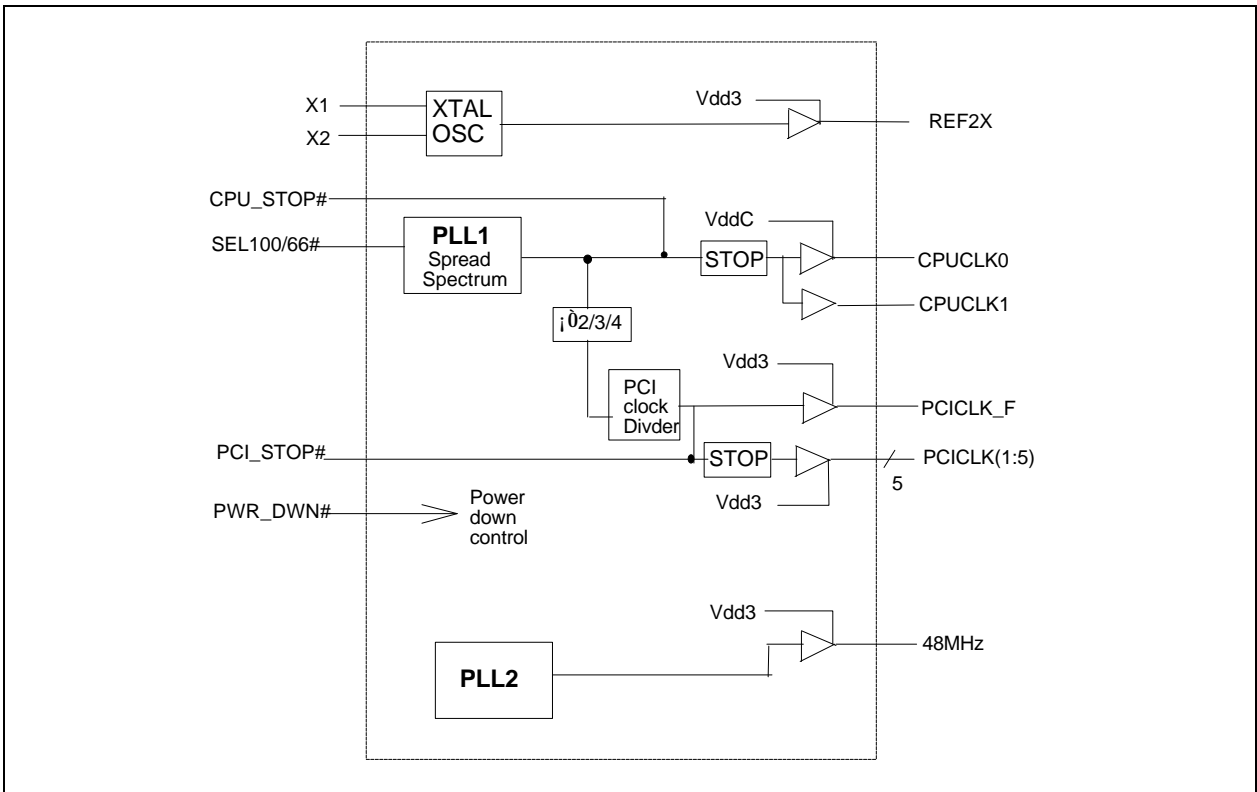 X1
X2
XTAL
OSC
Vdd3
REF2X
CPU_STOP#
SEL100/66#
PLL1
Spread
Spectrum
VddC
STOP
CPUCLK0
CPUCLK1
¡Ò2/3/4
Vdd3
PCI
clock
Divder
PCICLK_F
PCI_STOP#
STOP
PCICLK(1:5)
5
Vdd3
PWR_DWN#
Power
down
control
Vdd3
48MHz
PLL2